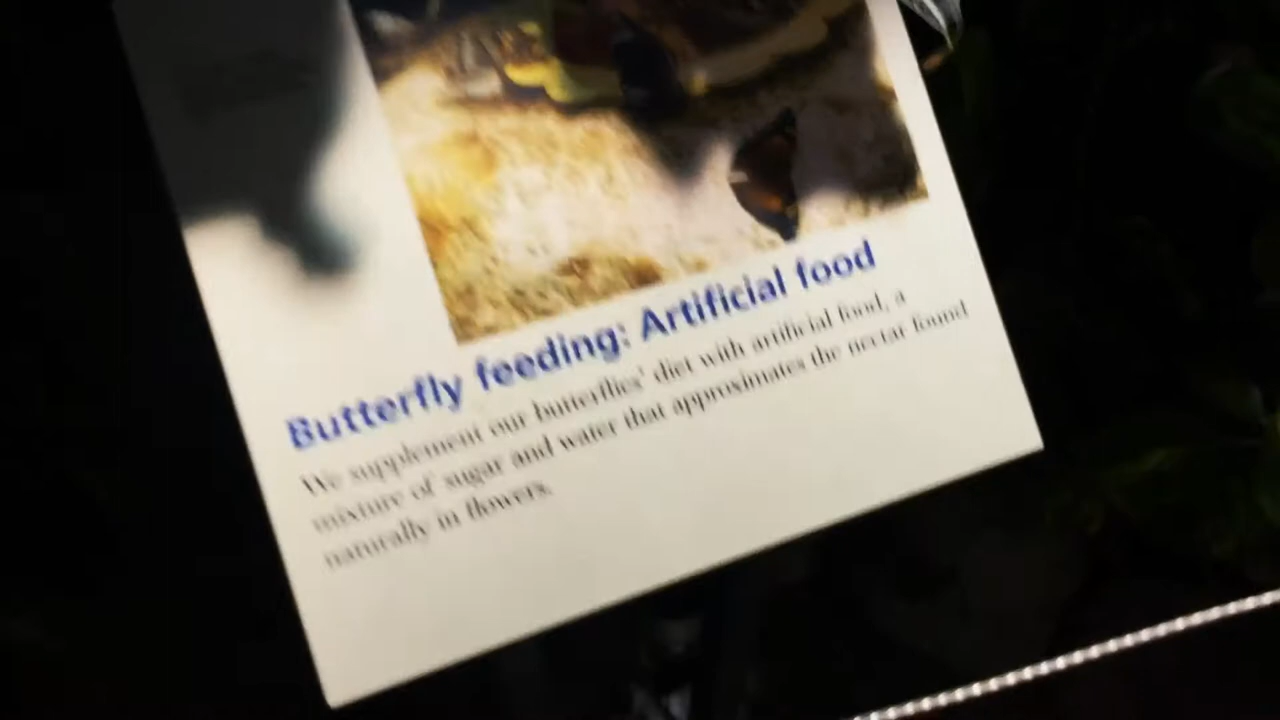 Butterfly feeding: Artificial food
We supplement our butterflies' diet with artificial food, a
mixture of sugar and water that approximates the nectar found
naturally in flowers.